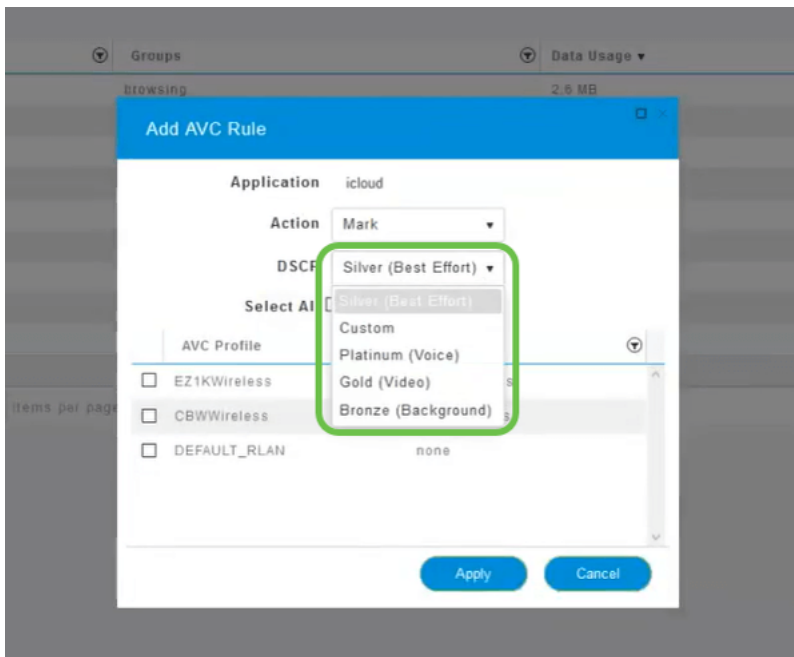 Groups Data Usage
browsing 2.6 MB
Add AVC Rule
Application icloud
Action Mark
DSCP Silver (Best Effort)
Select Al
Silver (Best Effort)
Custom
AVC Profile
Platinum (Voice)
EZ1KWireless Gold (Video) s
items per page
CBWWireless Bronze (Background) s
DEFAULT_RLAN none
Apply Cancel